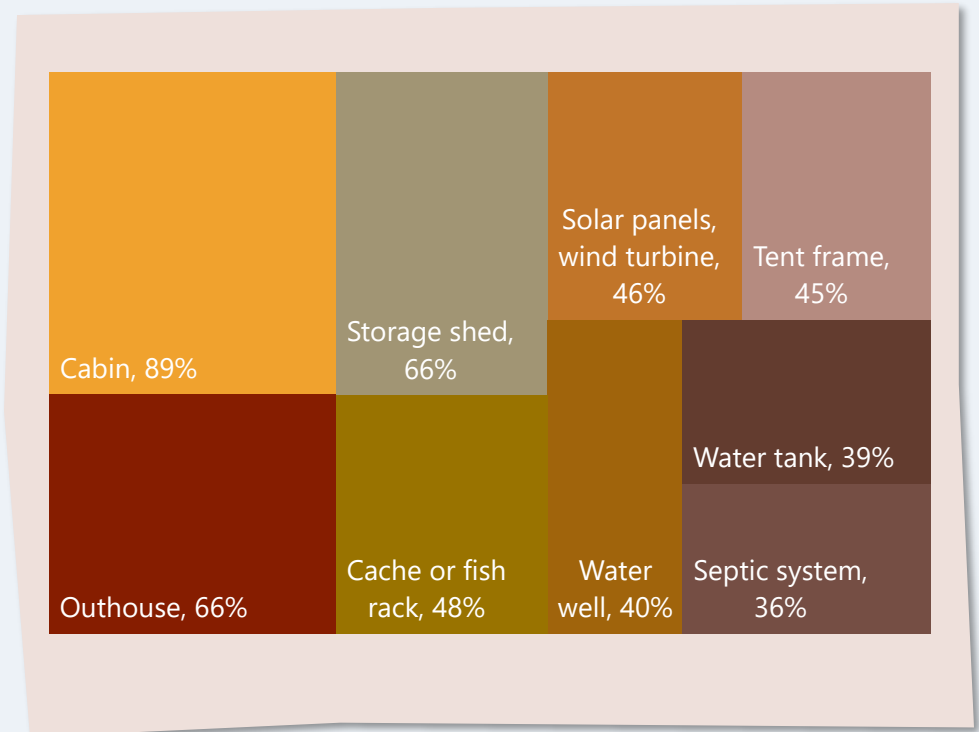 Cabin, 89%
Outhouse, 66%
Storage shed,
66%
Cache or fish
rack, 48%
Solar panels,
wind turbine,
46%
Tent frame,
45%
Water
well, 40%
Water tank, 39%
Septic system,
36%